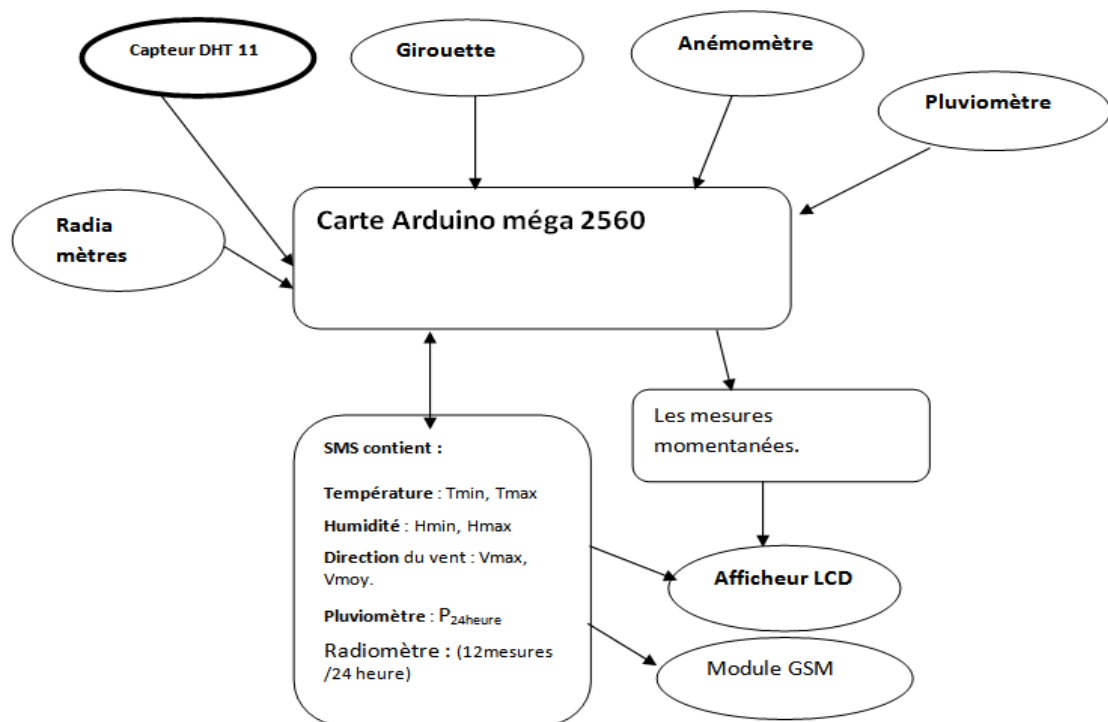 Capteur DHT 11
Girouette
Anémomètre
Pluviomètre
Radia
mètres
Carte Arduino méga 2560
Les mesures
momentanées.
SMS contient :
Température : Tmin, Tmax
Humidité : Hmin, Hmax
Direction du vent : Vmax,
Vmoy.
Pluviomètre : P24heure
Radiomètre : (12mesures
/24 heure)
Afficheur LCD
Module GSM